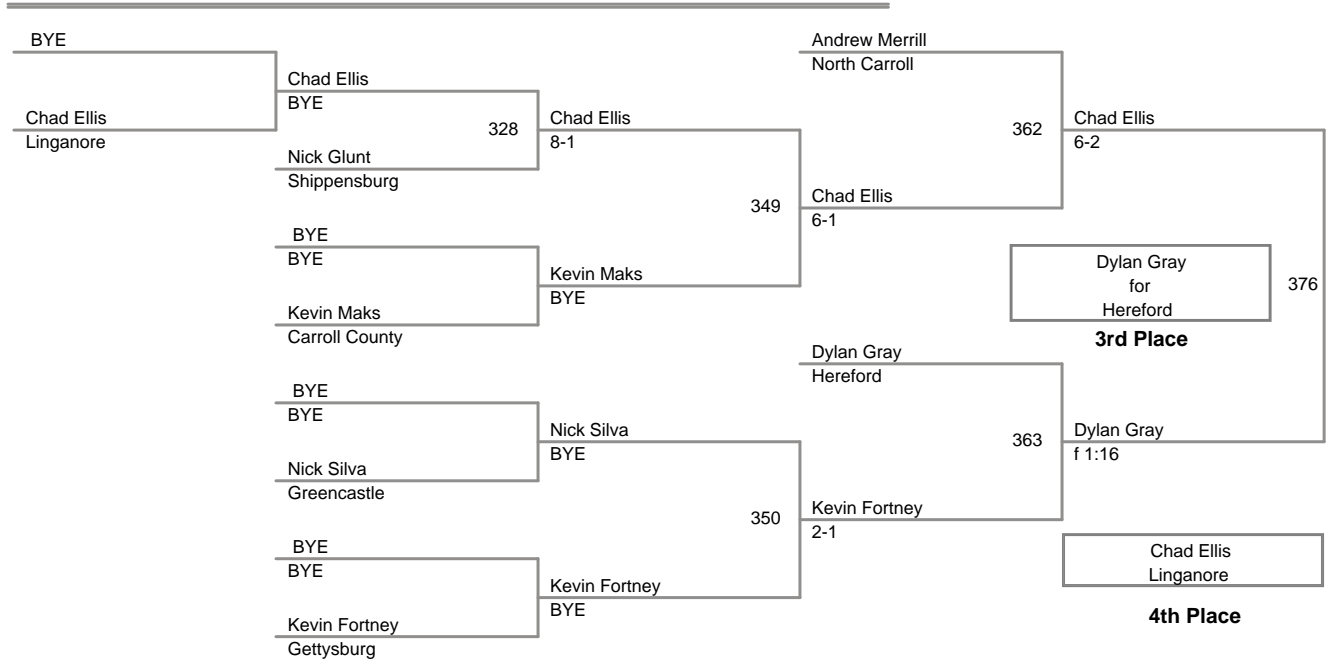 BYE
Chad Ellis
Linganore
Chad Ellis
BYE
Nick Glunt
Shippensburg
BYE
BYE
Kevin Maks
Carroll County
BYE
BYE
Nick Silva
Greencastle
BYE
BYE
Kevin Fortney
Gettysburg
328
Chad Ellis
8-1
Kevin Maks
BYE
Nick Silva
BYE
Kevin Fortney
BYE
349
350
Andrew Merrill
North Carroll
Chad Ellis
6-1
Dylan Gray
Hereford
Kevin Fortney
2-1
362
363
Chad Ellis
6-2
Dylan Gray
f 1:16
376
Dylan Gray
for
Hereford
3rd Place
Chad Ellis
Linganore
4th Place